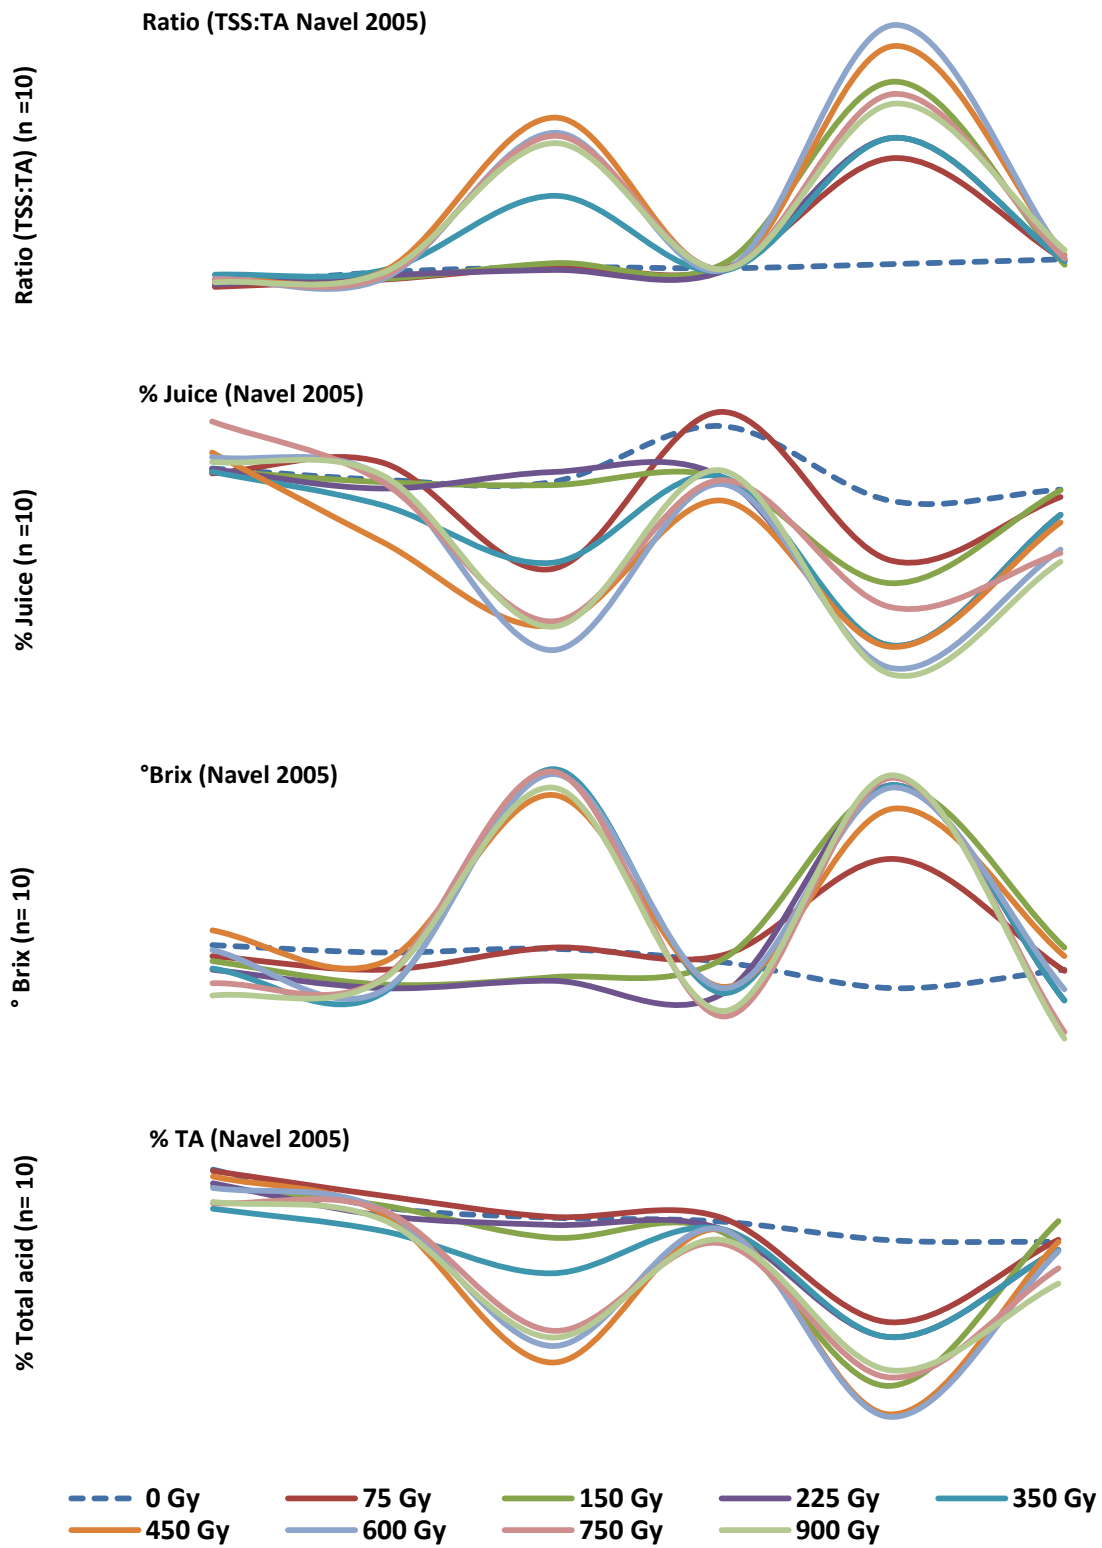 Ratio (TSS:TA Navel 2005)
Ratio (TSS:TA) (n =10)
% Juice (Navel 2005)
% Juice (n =10)
°Brix (Navel 2005)
° Brix (n= 10)
% TA (Navel 2005)
% Total acid (n= 10)
0 Gy 75 Gy 150 Gy 225 Gy 350 Gy
450 Gy 600 Gy 750 Gy 900 Gy